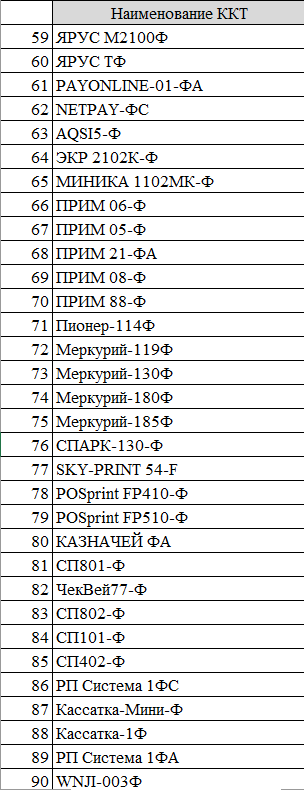 Наименование ККТ
59 ЯРУС М2100Ф
60 ЯРУС ТФ
61 PAYONLINE-01-ФА
62 NETPAY-ФС
63 AQSI5-Ф
64 ЭКР 2102К-Ф
65 МИНИКА 1102МК-Ф
66 ПРИМ 06-Ф
67 ПРИМ 05-Ф
68 ПРИМ 21-ФА
69 ПРИМ 08-Ф
70 ПРИМ 88-Ф
71 Пионер-114Ф
72 Меркурий-119Ф
73 Меркурий-130Ф
74 Меркурий-180Ф
75 Меркурий-185Ф
76 СПАРК-130-Ф
77 SKY-PRINT 54-F
78 POSprint FP410-Ф
79 POSprint FP510-Ф
80 КАЗНАЧЕЙ ФА
81 СП801-Ф
82 ЧекВей77-Ф
83 СП802-Ф
84 СП101-Ф
85 СП402-Ф
86 РП Система 1ФС
87 Кассатка-Мини-Ф
88 Кассатка-1Ф
89 РП Система 1ФА
90 WNJI-003Ф